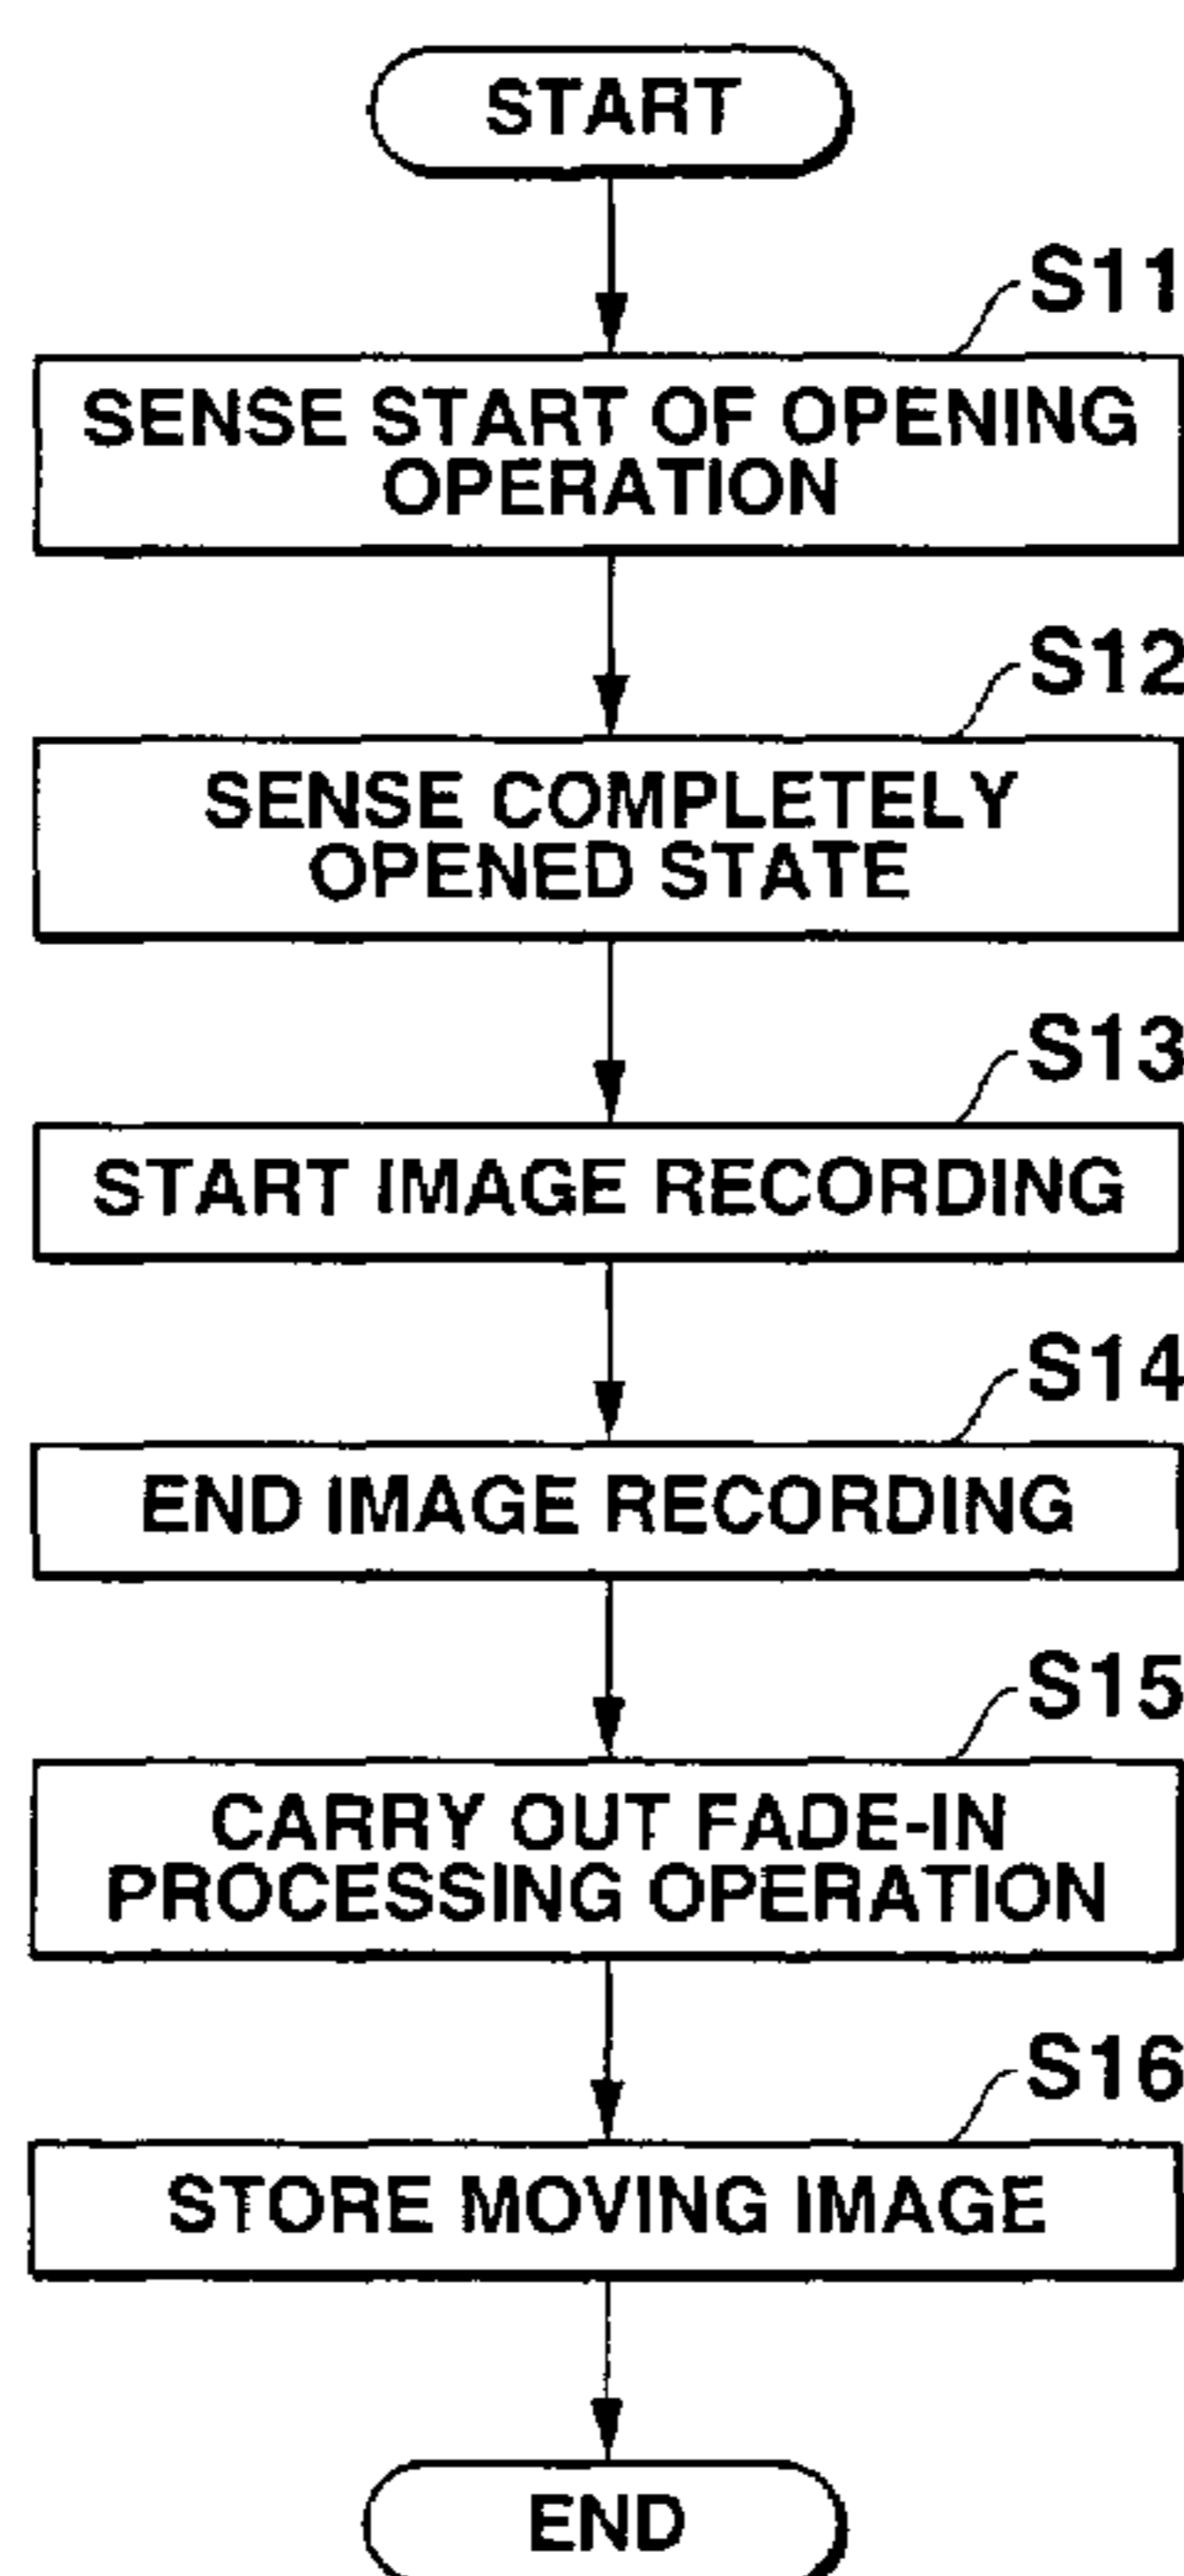 START
S11
SENSE START OF OPENING
OPERATION
S12
SENSE COMPLETELY
OPENED STATE
S13
START IMAGE RECORDING
S14
END IMAGE RECORDING
S15
CARRY OUT FADE-IN
PROCESSING OPERATION
S16
STORE MOVING IMAGE
END